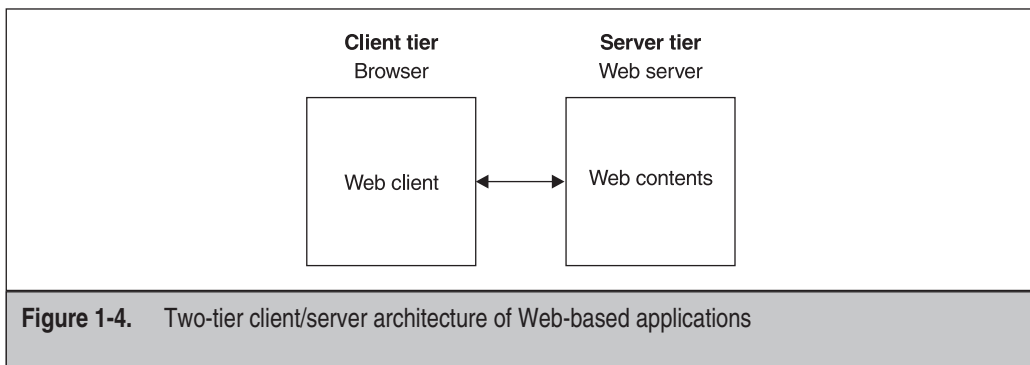 Client tier
Browser
Server tier
Web server
Web client
Web contents
Figure 1-4. Two-tier client/server architecture of Web-based applications